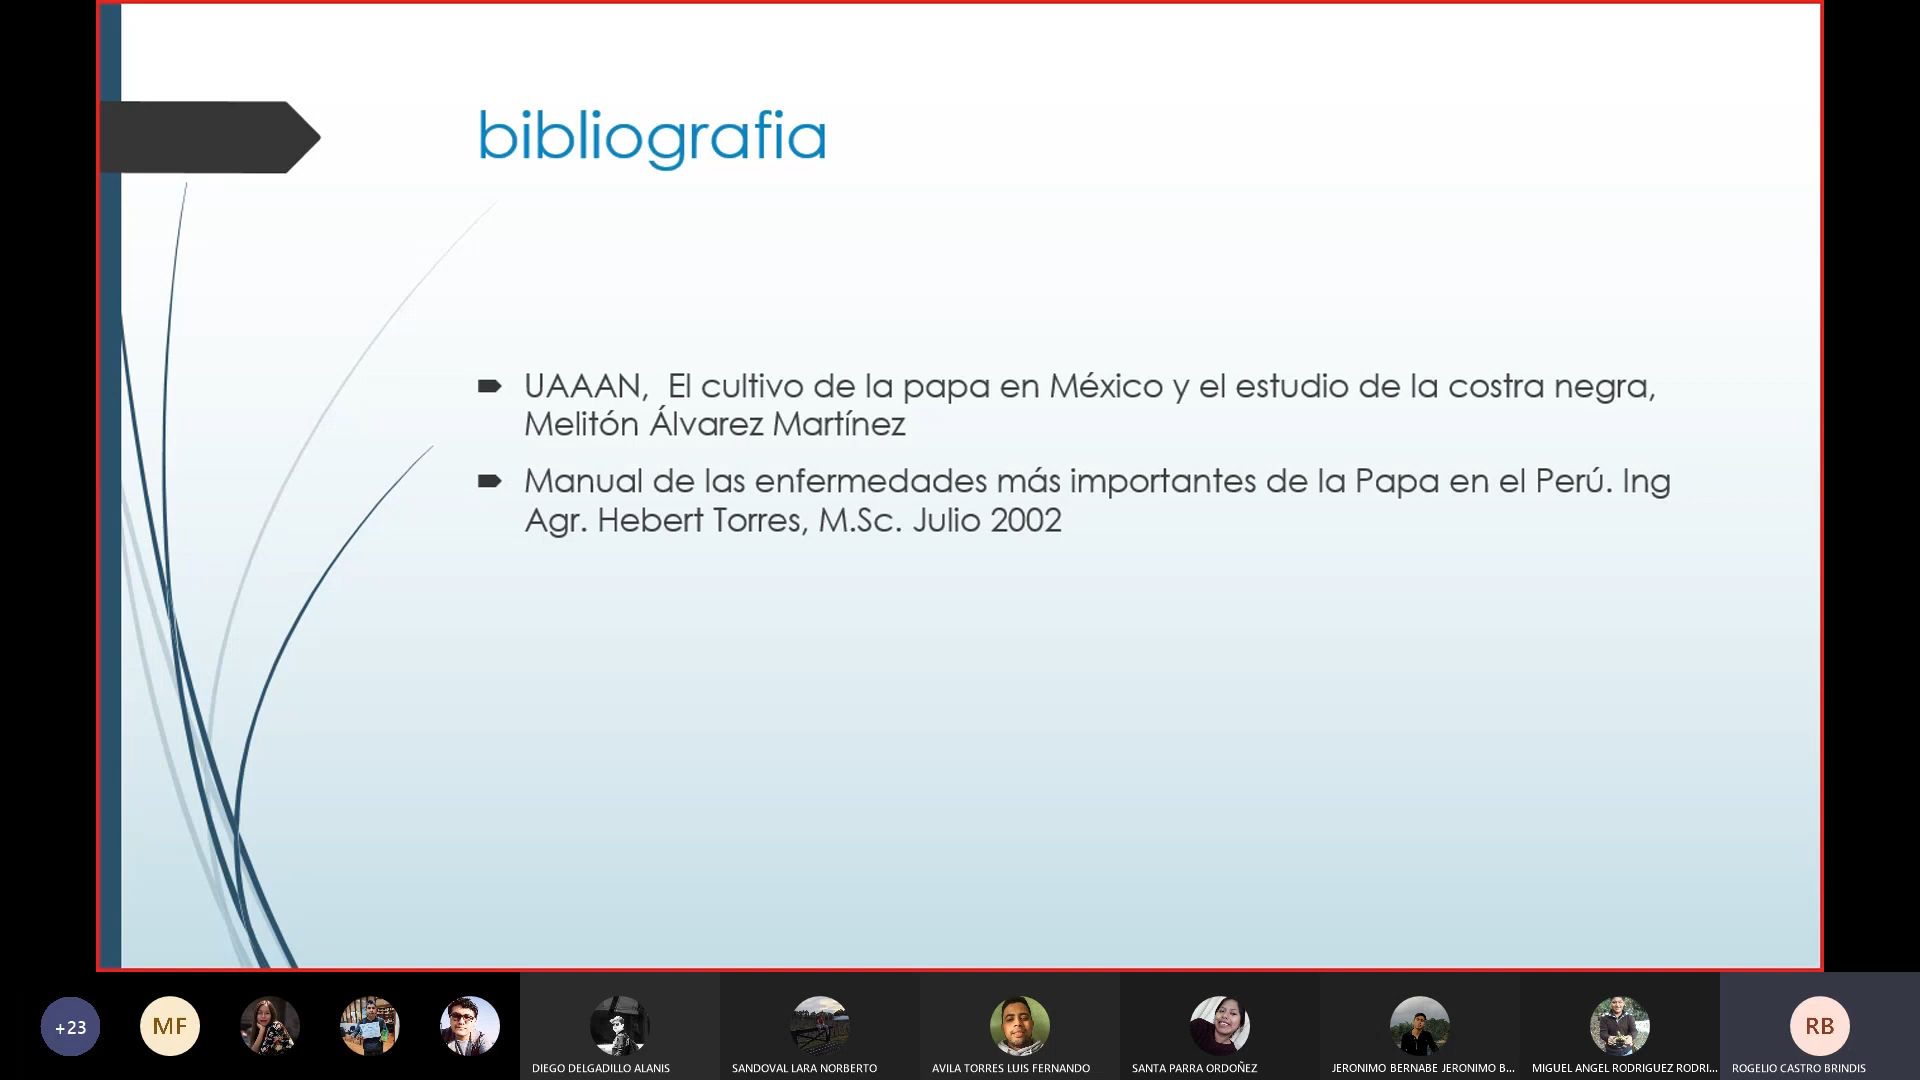 bibliografia
UAAAN,  El cultivo de la papa en México y el estudio de la costra negra,
Melitón Álvarez Martínez
Manual de las enfermedades más importantes de la Papa en el Perú. Ing
Agr. Hebert Torres, M.Sc. Julio 2002
+23
MF
RB
DIEGO DELGADILLO ALANIS
SANDOVAL LARA NORBERTO
AVILA TORRES LUIS FERNANDO
SANTA PARRA ORDOÑEZ
JERONIMO BERNABE JERONIMO B...
MIGUEL ANGEL RODRIGUEZ RODRI...
ROGELIO CASTRO BRINDIS